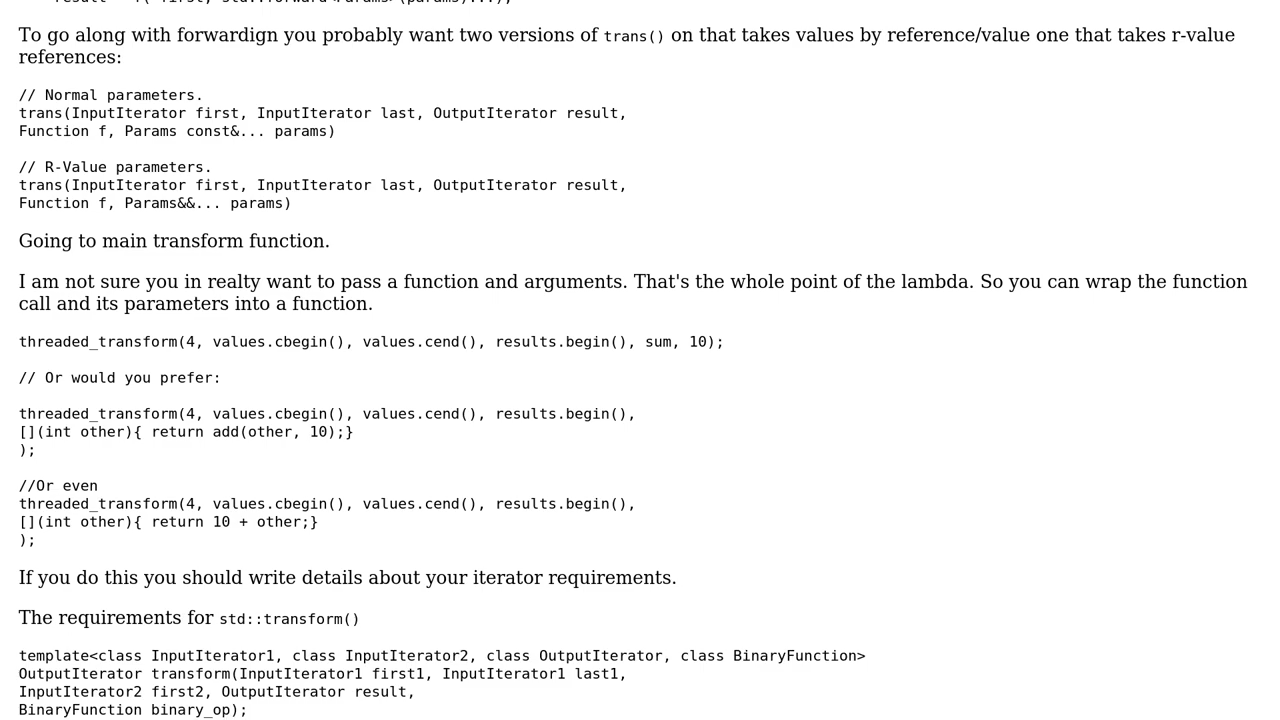 result = f(*first, std::forward<Params>(params)...);
To go along with forwardign you probably want two versions of trans() on that takes values by reference/value one that takes r-value
references:
// Normal parameters.
trans(InputIterator first, InputIterator last, OutputIterator result,
Function f, Params const&... params)
// R-Value parameters.
trans(InputIterator first, InputIterator last, OutputIterator result,
Function f, Params&&... params)
Going to main transform function.
I am not sure you in realty want to pass a function and arguments. That's the whole point of the lambda. So you can wrap the function
call and its parameters into a function.
threaded_transform(4, values.cbegin(), values.cend(), results.begin(), sum, 10);
// Or would you prefer:
threaded_transform(4, values.cbegin(), values.cend(), results.begin(),
[](int other){ return add(other, 10);}
);
//Or even
threaded_transform(4, values.cbegin(), values.cend(), results.begin(),
[](int other){ return 10 + other;}
);
If you do this you should write details about your iterator requirements.
The requirements for std::transform()
template<class InputIterator1, class InputIterator2, class OutputIterator, class BinaryFunction>
OutputIterator transform(InputIterator1 first1, InputIterator1 last1,
InputIterator2 first2, OutputIterator result,
BinaryFunction binary_op);